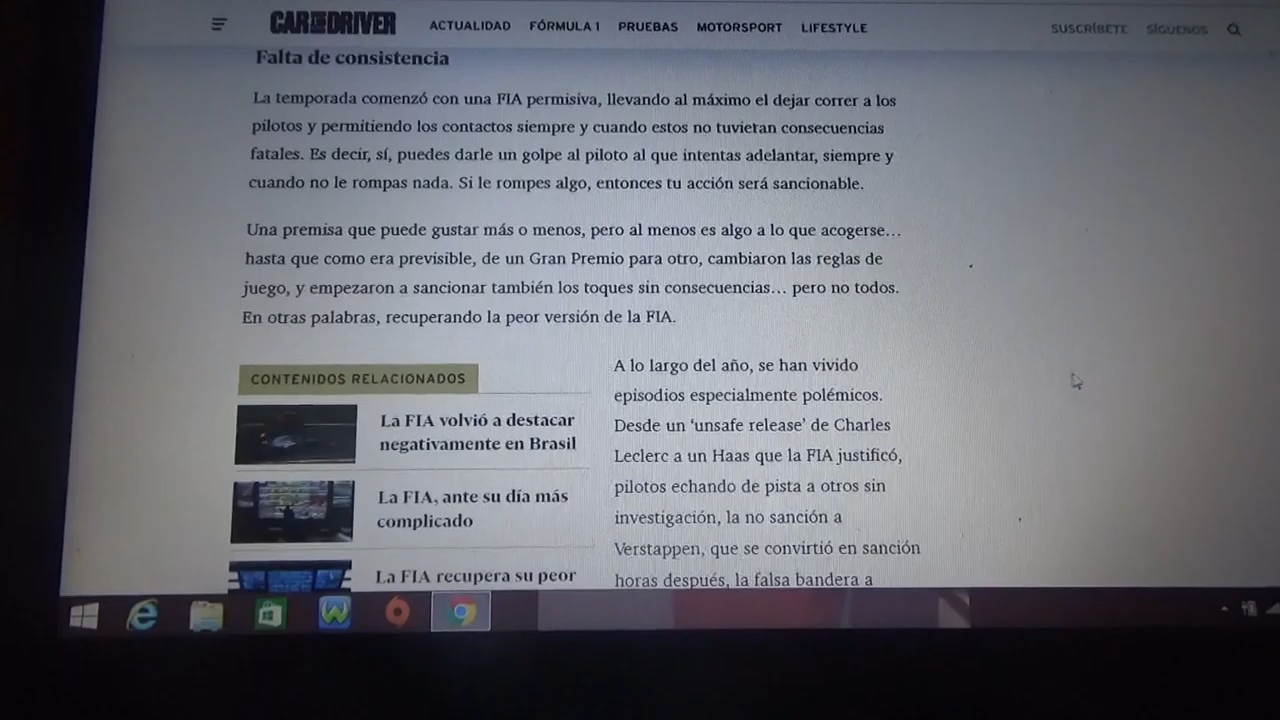 CAR AND DRIVER ACTUALIDAD FÓRMULA 1 PRUEBAS MOTORSPORT LIFESTYLE SUSCRÍBETE SÍGUENOS
Falta de consistencia
La temporada comenzó con una FIA permisiva, llevando al máximo el dejar correr a los
pilotos y permitiendo los contactos siempre y cuando estos no tuvietan consecuencias
fatales. Es decir, sí, puedes darle un golpe al piloto al que intentas adelantar, siempre y
cuando no le rompas nada. Si le rompes algo, entonces tu acción será sancionable.
Una premisa que puede gustar más o menos, pero al menos es algo a lo que acogerse…
hasta que como era previsible, de un Gran Premio para otro, cambiaron las reglas de
juego, y empezaron a sancionar también los toques sin consecuencias… pero no todos.
En otras palabras, recuperando la peor versión de la FIA.
CONTENIDOS RELACIONADOS
La FIA volvió a destacar
negativamente en Brasil
La FIA, ante su día más
complicado
La FIA recupera su peor
A lo largo del año, se han vivido
episodios especialmente polémicos.
Desde un ‘unsafe release’ de Charles
Leclerc a un Haas que la FIA justificó,
pilotos echando de pista a otros sin
investigación, la no sanción a
Verstappen, que se convirtió en sanción
horas después, la falsa bandera a